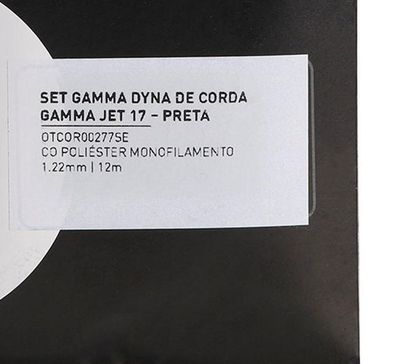 SET GAMMA DYNA DE CORDA
GAMMA JET 17 - PRETA
OTCOR00277SE
CO POLIÉSTER MONOFILAMENTO
1.22mm | 12m